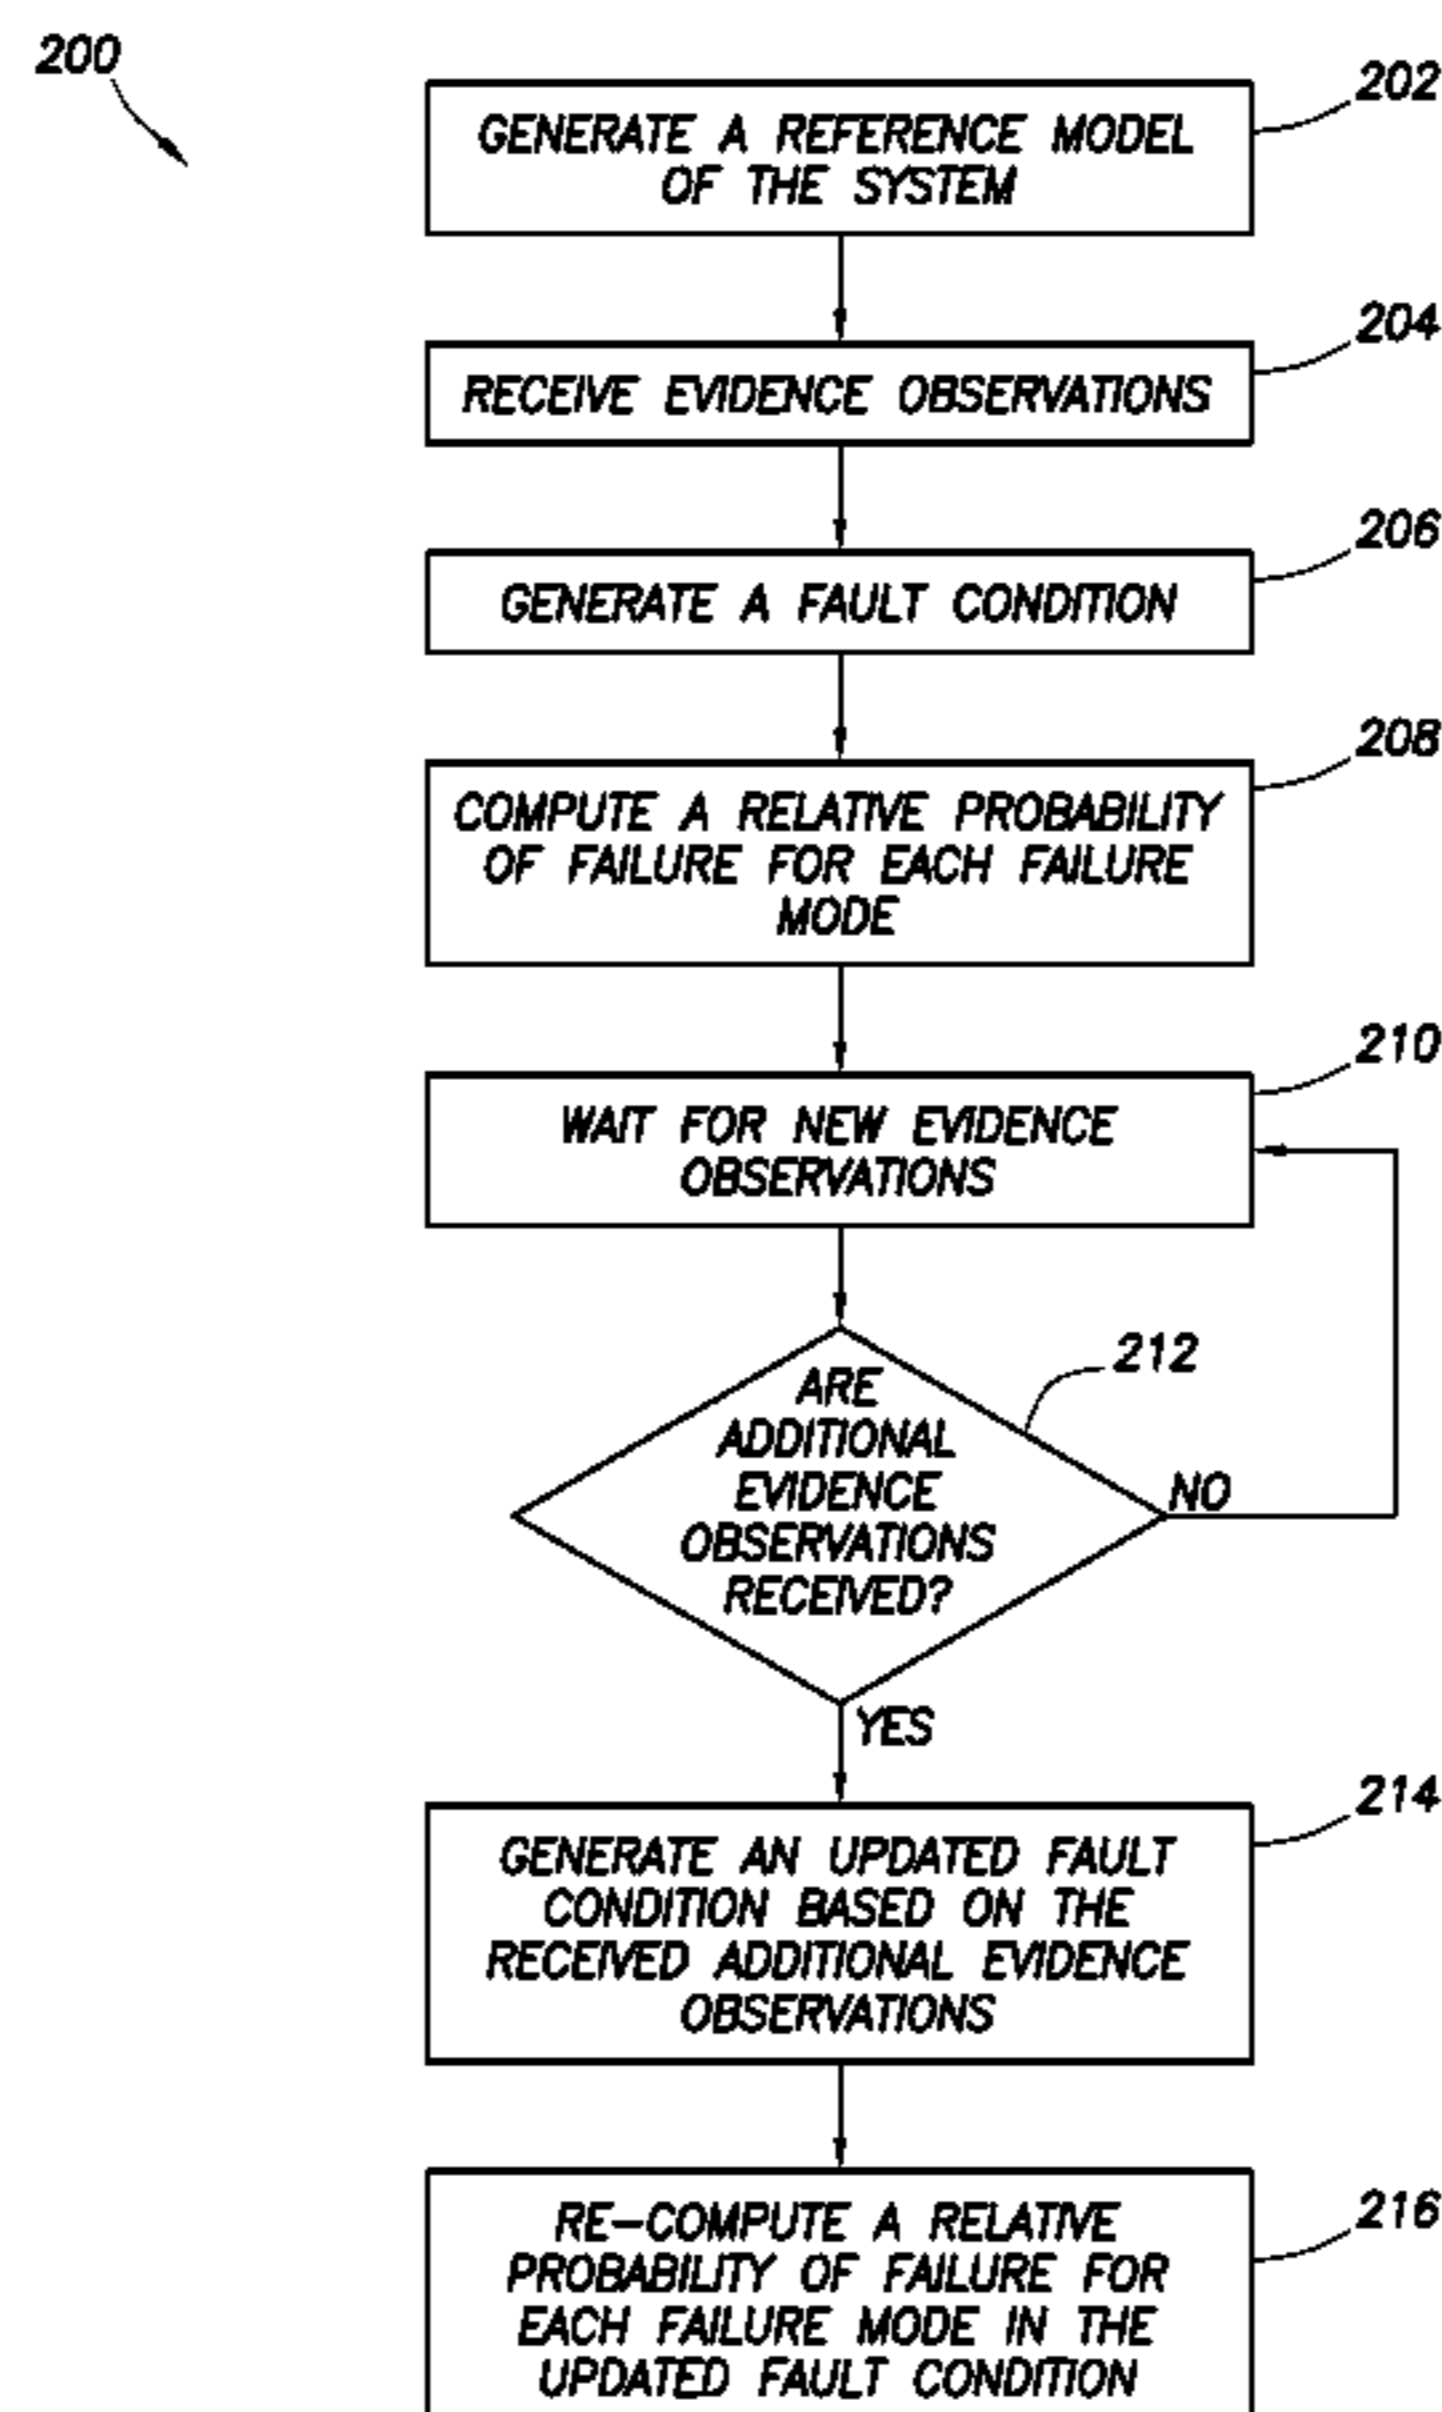 200
202
GENERATE A REFERENCE MODEL
OF THE SYSTEM
204
RECEIVE EVIDENCE OBSERVATIONS
206
GENERATE A FAULT CONDITION
208
COMPUTE A RELATIVE PROBABILITY
OF FAILURE FOR EACH FAILURE
MODE
210
WAIT FOR NEW EVIDENCE
OBSERVATIONS
212
ARE
ADDITIONAL
EVIDENCE
OBSERVATIONS
RECEIVED?
NO
YES
214
GENERATE AN UPDATED FAULT
CONDITION BASED ON THE
RECEIVED ADDITIONAL EVIDENCE
OBSERVATIONS
216
RE-COMPUTE A RELATIVE
PROBABILITY OF FAILURE FOR
EACH FAILURE MODE IN THE
UPDATED FAULT CONDITION